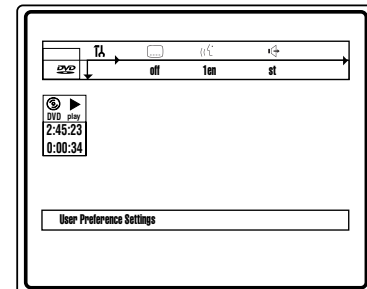 DVD
off 1en st
DVD play
2:45:23
0:00:34
User Preference Settings